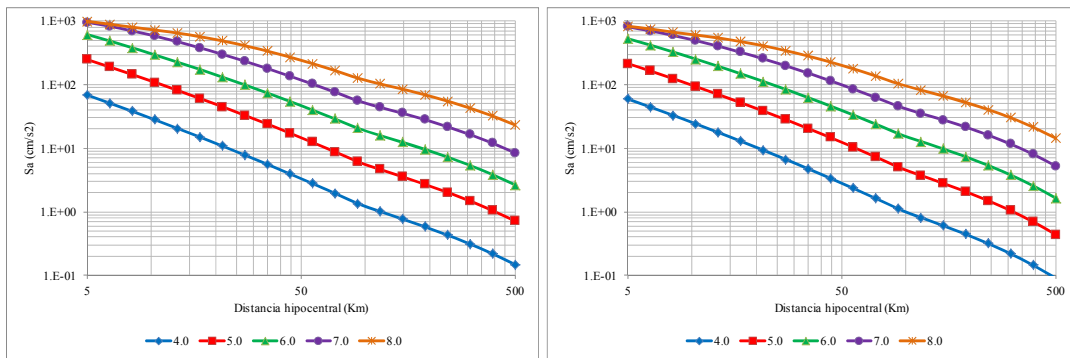 1.E+03
1.E+02
1.E+01
1.E+00
1.E-01
Sa (cm/s2)
5 50 500
Distancia hipocentral (Km)
4.0 5.0 6.0 7.0 8.0
1.E+03
1.E+02
1.E+01
1.E+00
1.E-01
Sa (cm/s2)
5 50 500
Distancia hipocentral (Km)
4.0 5.0 6.0 7.0 8.0